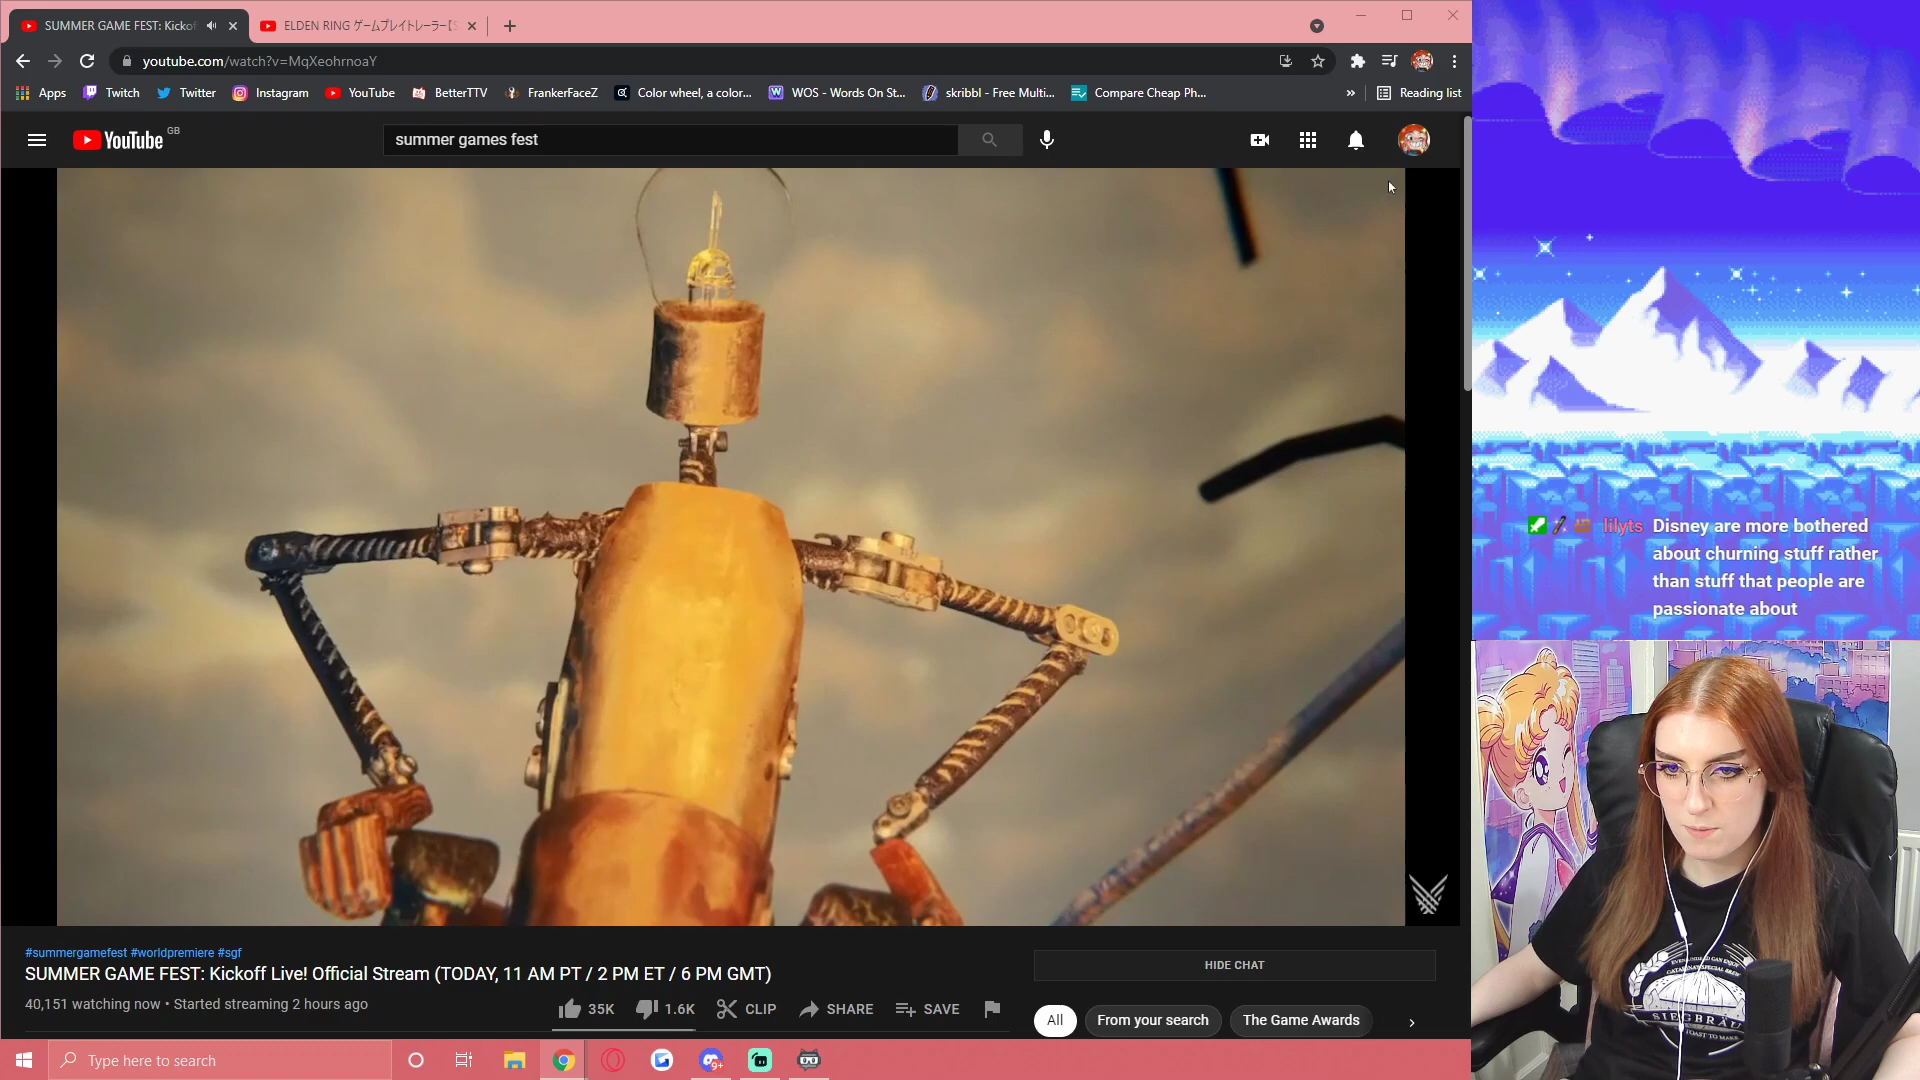 SUMMER GAME FEST: Kickof
ELDEN RING ゲームプレイトレーラー【S
youtube.com/watch?v=MqXeohrnoaY
Apps
Twitch
Twitter
Instagram
YouTube
BetterTTV
FrankerFaceZ
Color wheel, a color...
WOS - Words On St...
skribbl - Free Multi...
Compare Cheap Ph...
»
Reading list
YouTube GB
summer games fest
lilyts Disney are more bothered
about churning stuff rather
than stuff that people are
passionate about
#summergamefest #worldpremiere #sgf
SUMMER GAME FEST: Kickoff Live! Official Stream (TODAY, 11 AM PT / 2 PM ET / 6 PM GMT)
40,151 watching now • Started streaming 2 hours ago
35K
1.6K
CLIP
SHARE
SAVE
HIDE CHAT
All
From your search
The Game Awards
SIEGBRÄU
Type here to search
9+